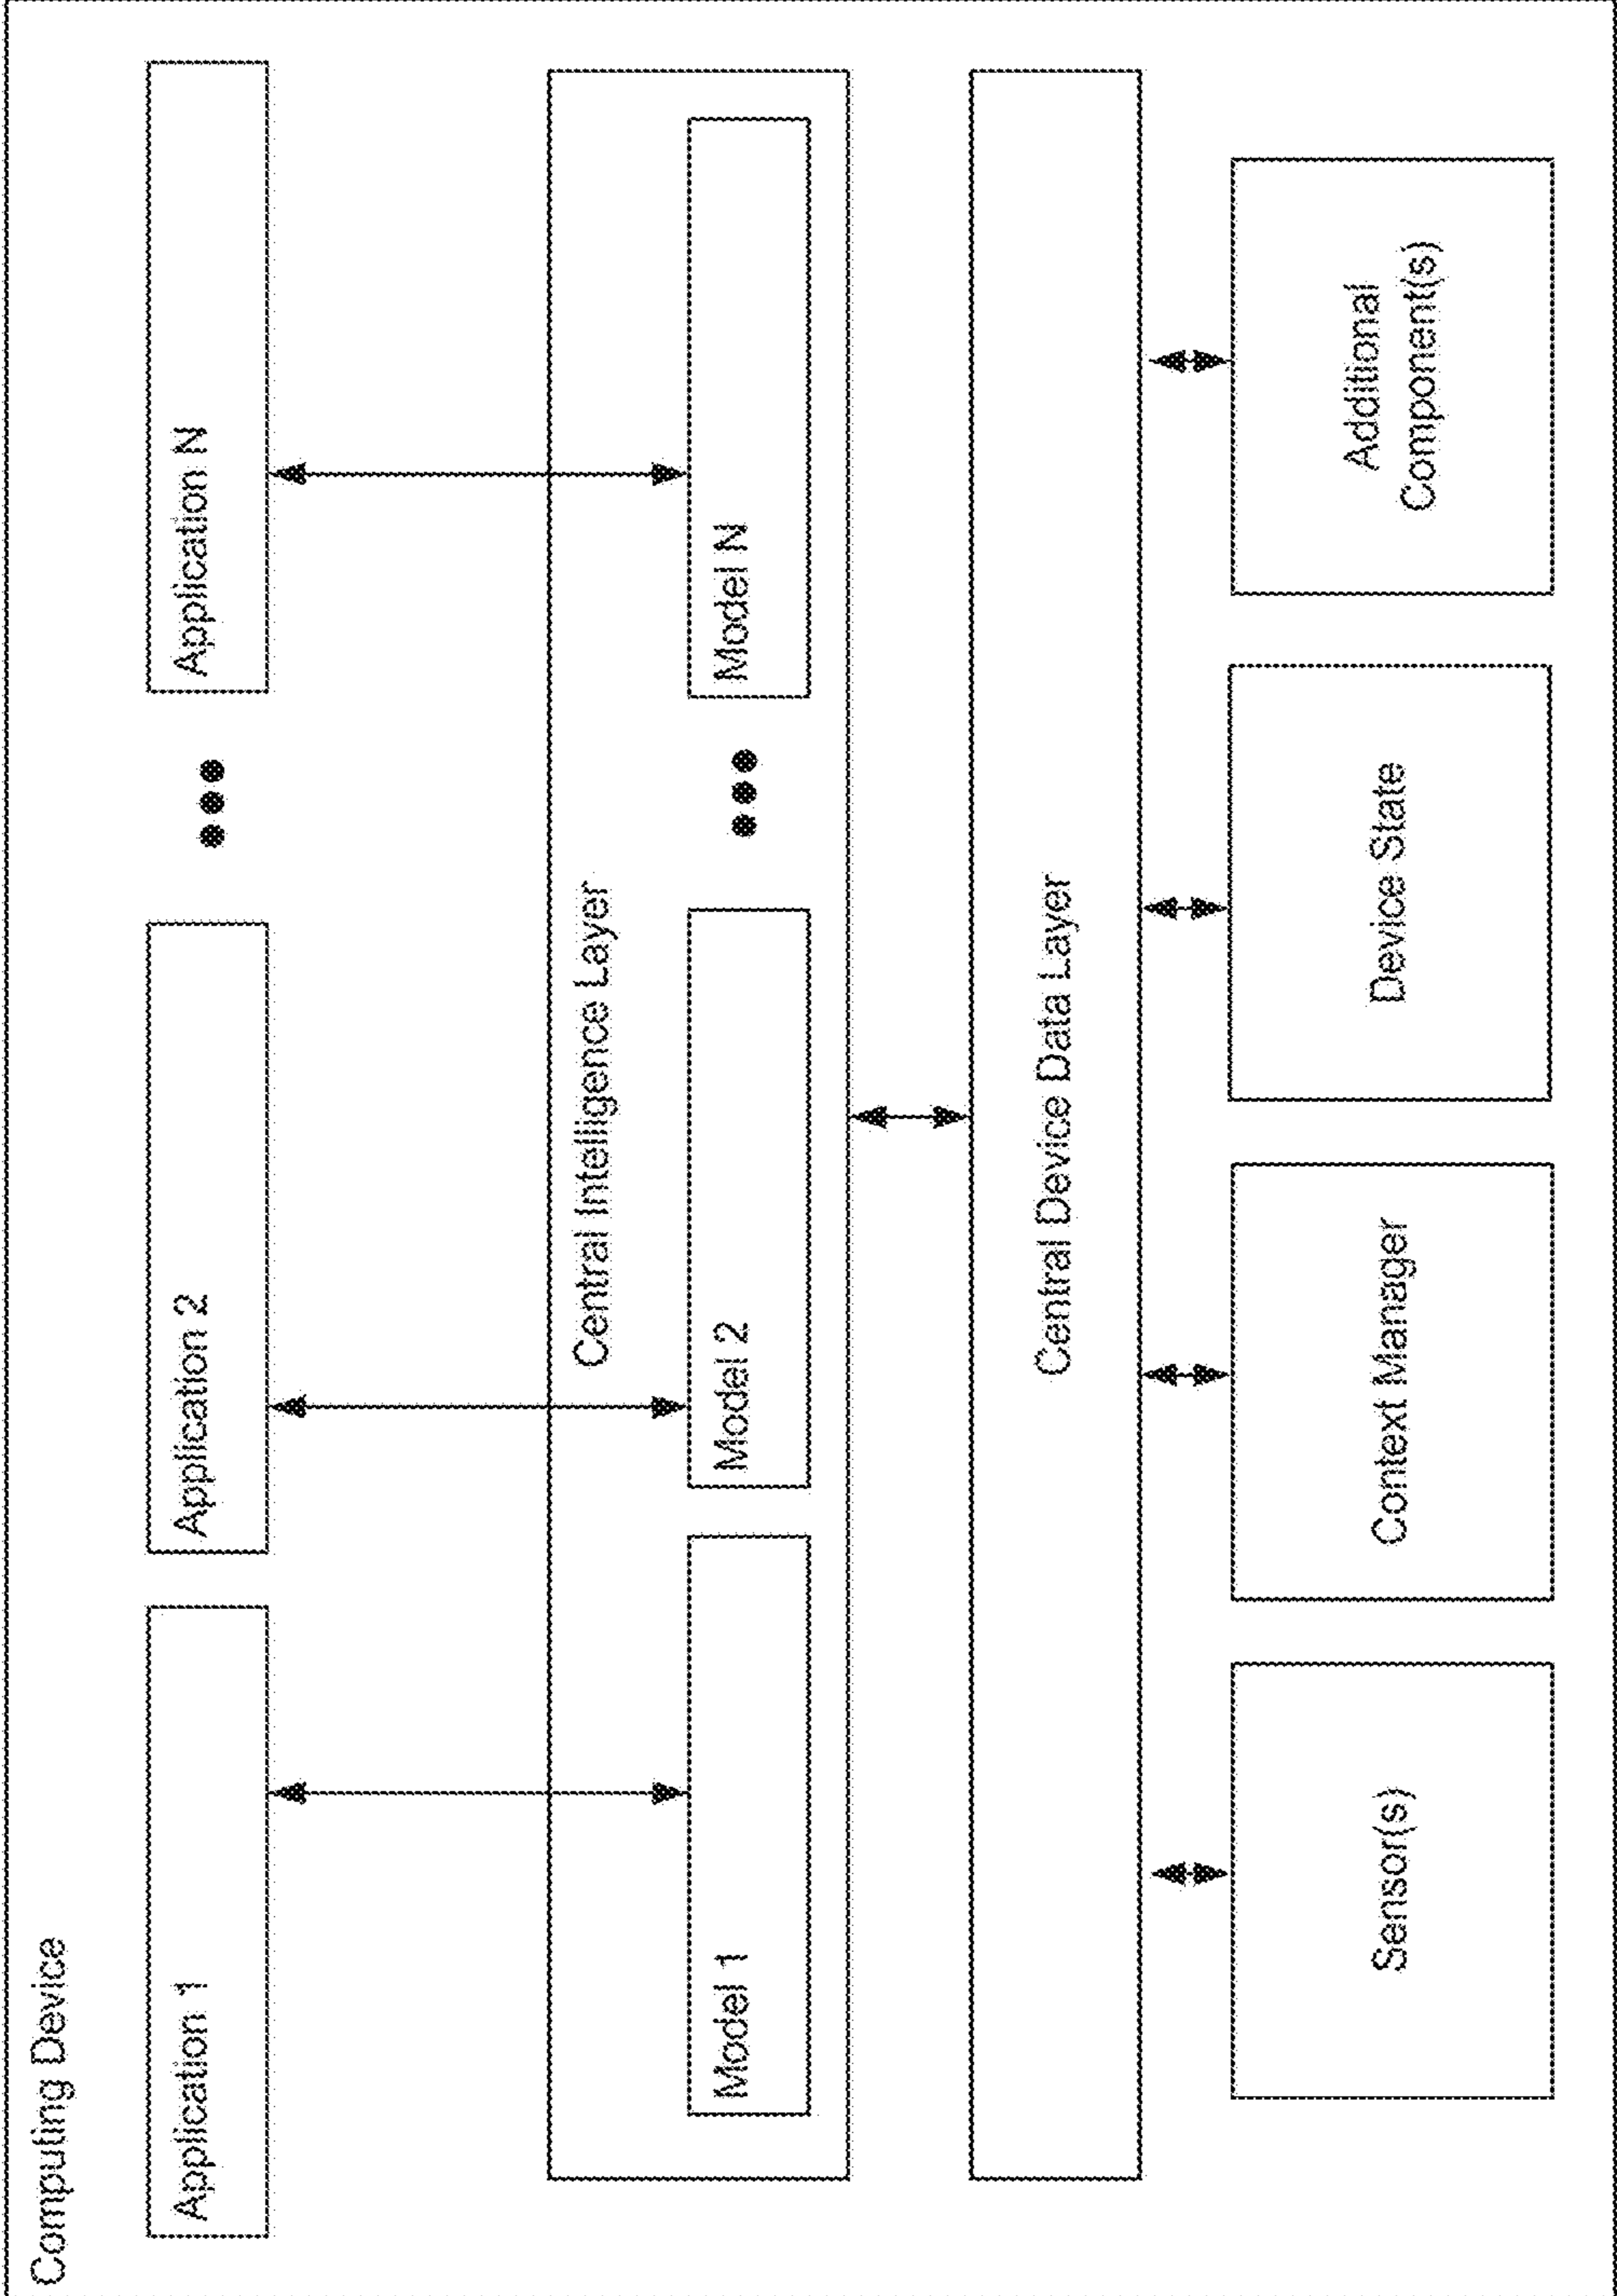 Computing Device
Application 1
Application 2
Application N
Central Intelligence Layer
Model 1
Model 2
Model N
Central Device Data Layer
Sensor(s)
Context Manager
Device State
Additional
Component(s)